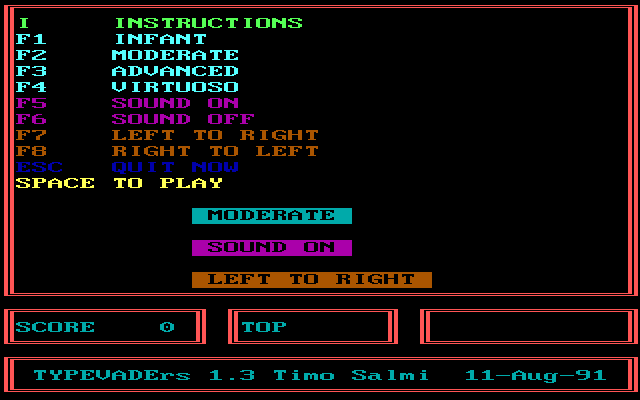 I INSTRUCTIONS
F1 INFANT
F2 MODERATE
F3 ADVANCED
F4 VIRTUOSO
F5 SOUND ON
F6 SOUND OFF
F7 LEFT TO RIGHT
F8 RIGHT TO LEFT
ESC QUIT NOW
SPACE TO PLAY
MODERATE
SOUND ON
LEFT TO RIGHT
SCORE 0 TOP
TYPEVADErs 1.3 Timo Salmi 11-Aug-91